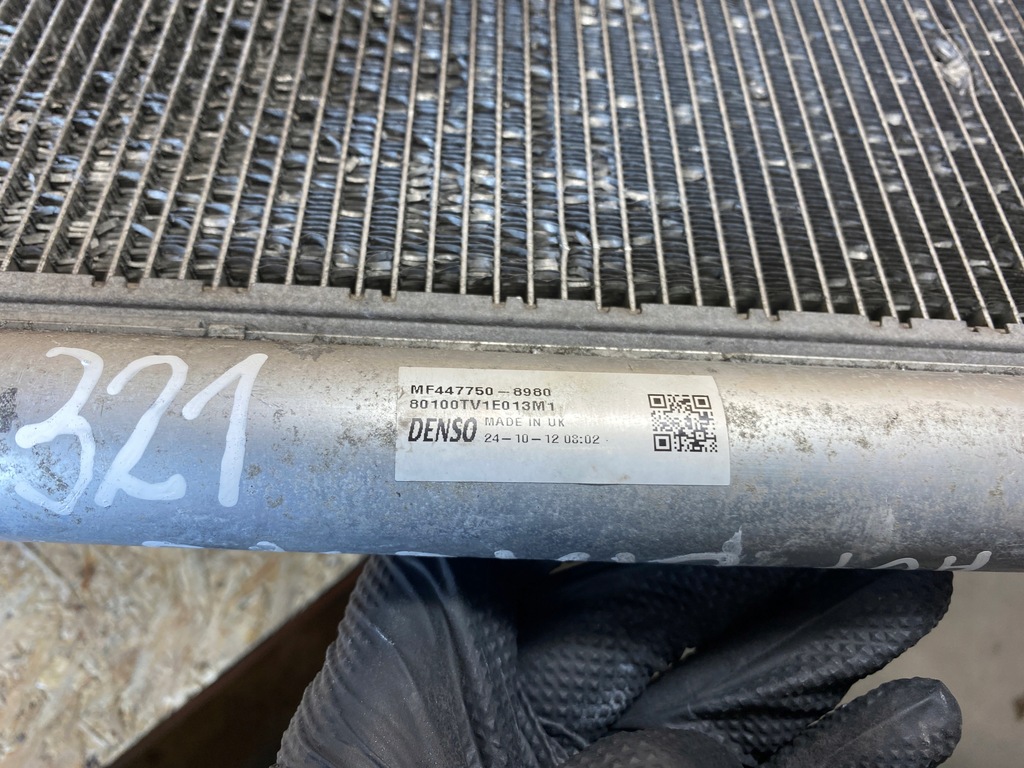 321
MF447750-8980
80100TV1E013M1
DENSO MADE IN UK
24-10-12 08:02